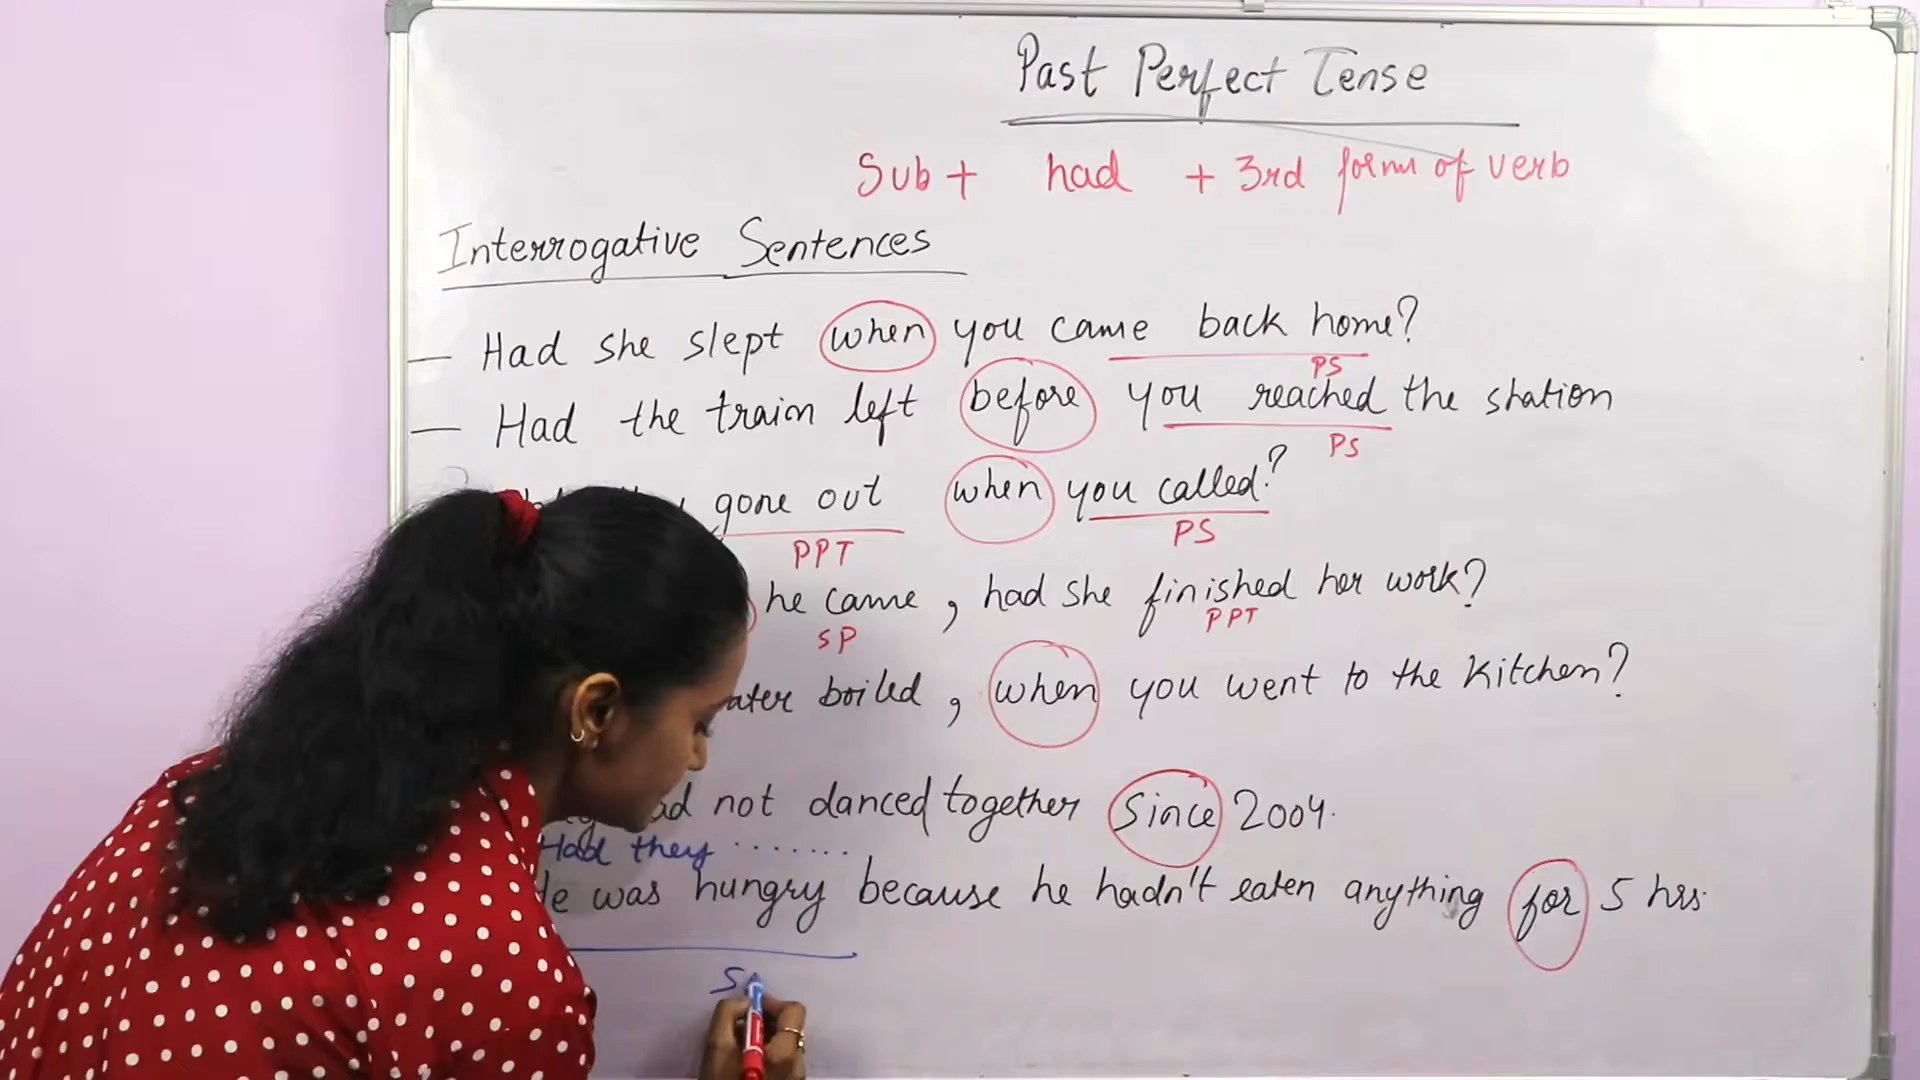 Past Perfect Tense
Sub + had + 3rd form of verb
Interrogative Sentences
— Had she slept when you came back home?
PS
— Had the train left before you reached the station
PS
gone out when you called?
PPT PS
he came, had she finished her work?
SP PPT
boiled, when you went to the kitchen?
not danced together Since 2004.
Had they .......
was hungry because he hadn't eaten anything for 5 hrs.
S